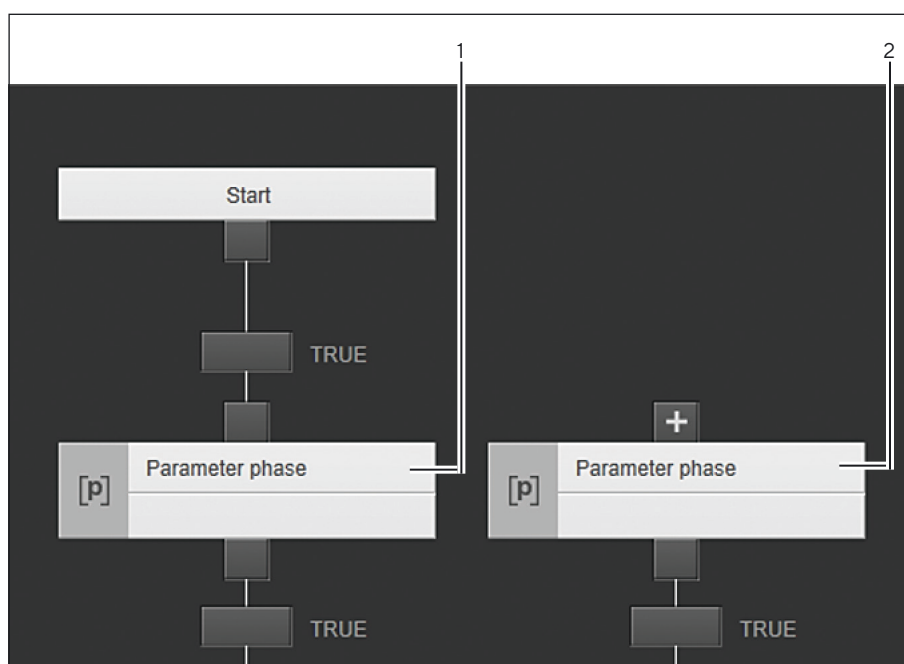 1 2
Start
TRUE
+
Parameter phase Parameter phase
[p] [p]
TRUE TRUE